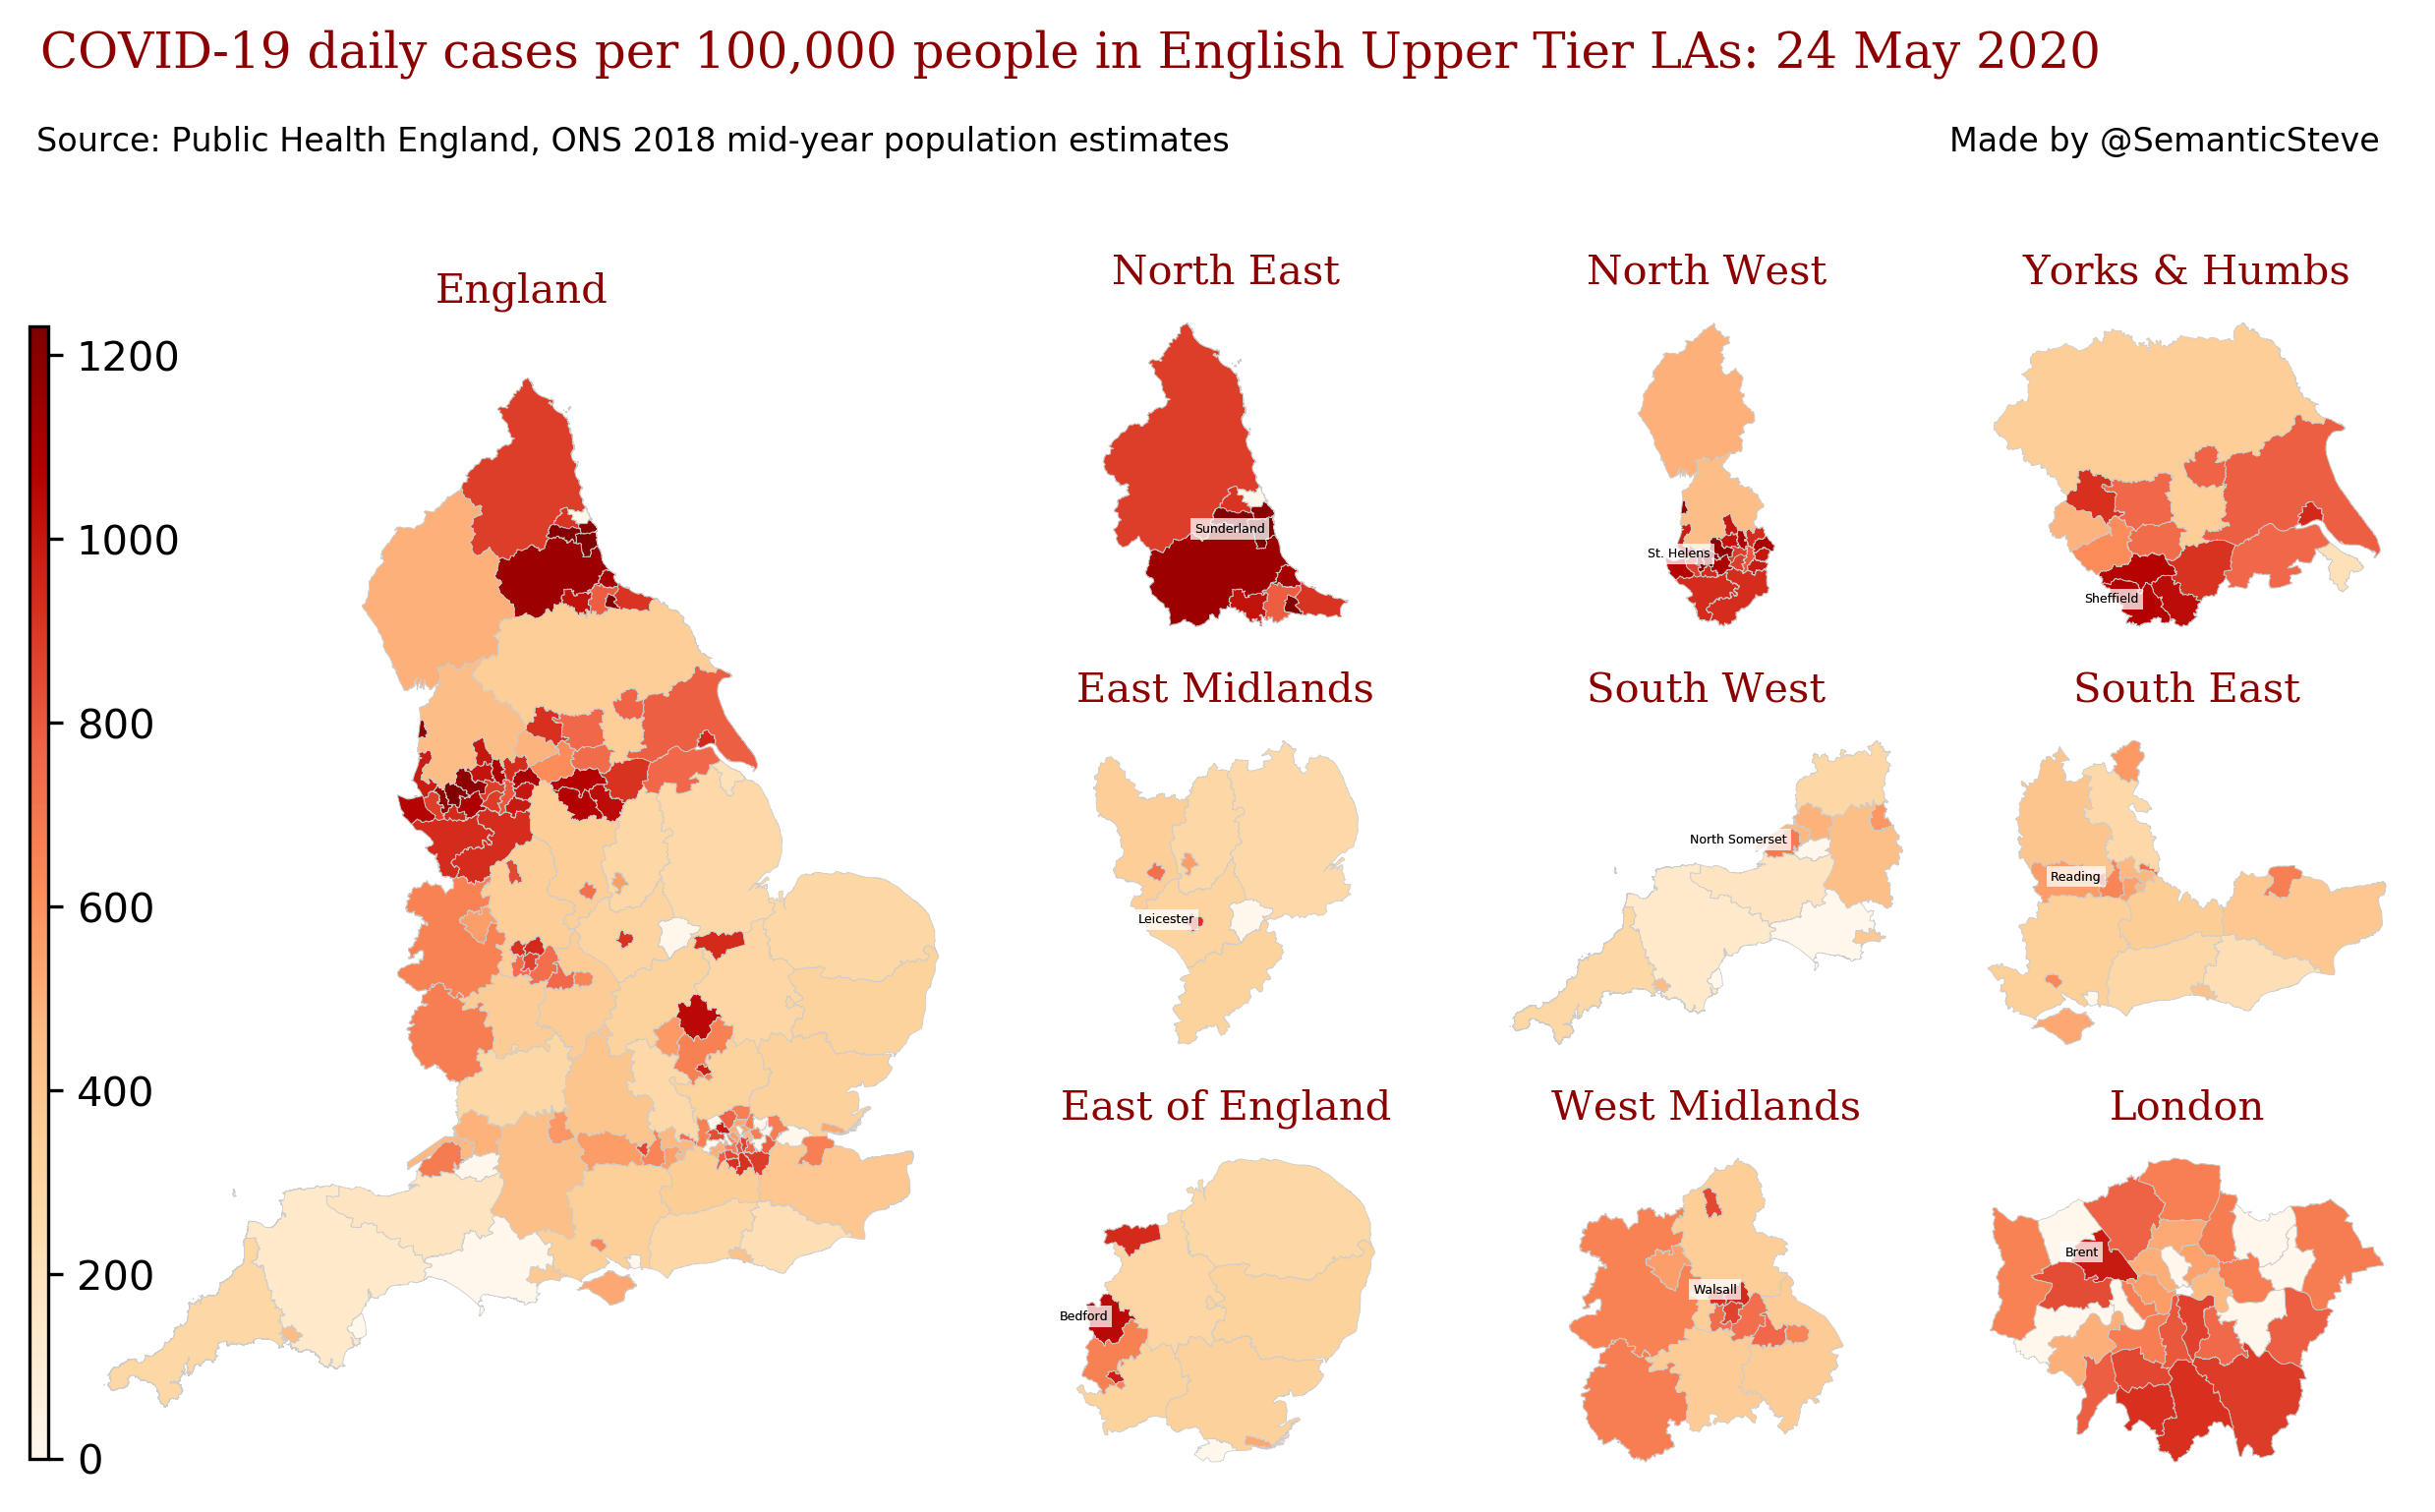 COVID-19 daily cases per 100,000 people in English Upper Tier LAs: 24 May 2020
Source: Public Health England, ONS 2018 mid-year population estimates
Made by @SemanticSteve
England
1200
1000
800
600
400
200
0
North East
Sunderland
North West
St. Helens
Yorks & Humbs
Sheffield
East Midlands
Leicester
South West
North Somerset
South East
Reading
East of England
Bedford
West Midlands
Walsall
London
Brent